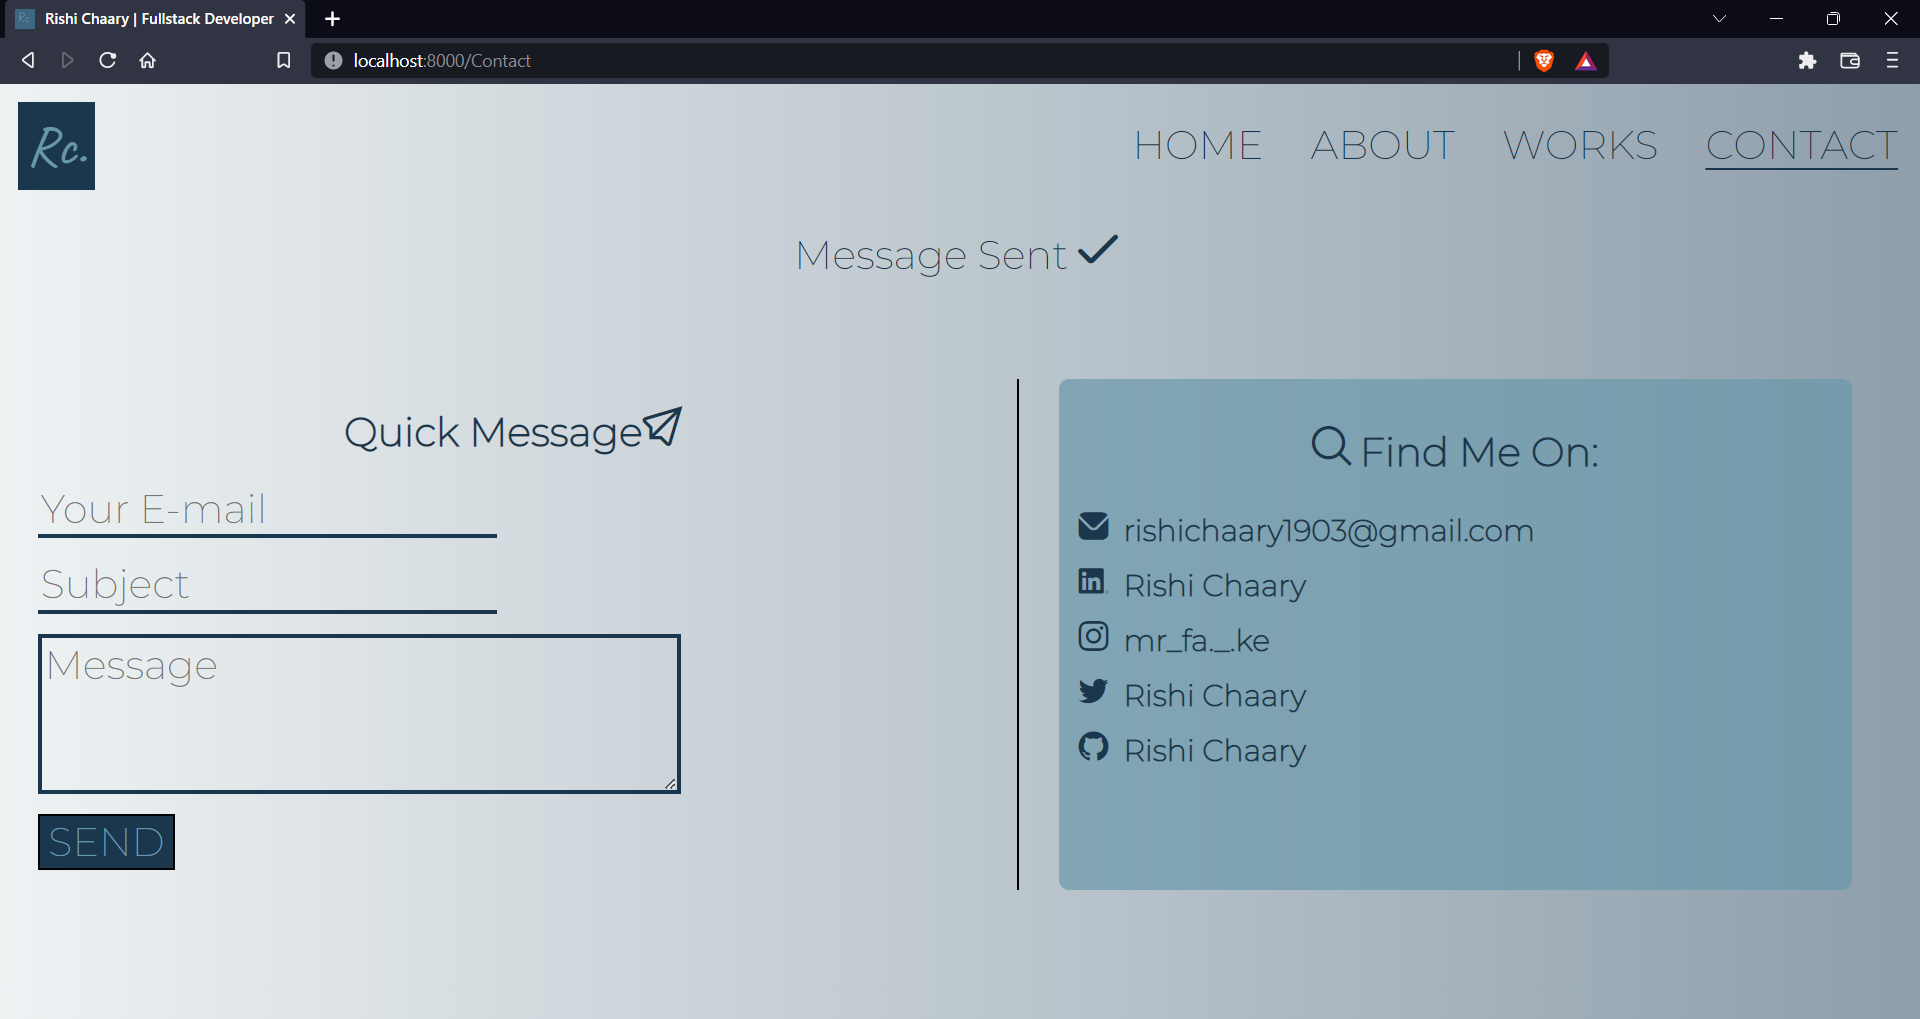 Rishi Chaary | Fullstack Developer
localhost:8000/Contact
Rc.
HOME ABOUT WORKS CONTACT
Message Sent
Quick Message
Your E-mail
Subject
Message
SEND
Find Me On:
rishichaary1903@gmail.com
Rishi Chaary
mr_fa._.ke
Rishi Chaary
Rishi Chaary